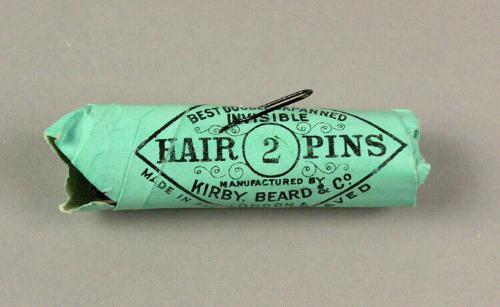 BEST DOUBLE JAPANNED
INVISIBLE
HAIR 2 PINS
MANUFACTURED BY
KIRBY, BEARD & Co
MADE IN